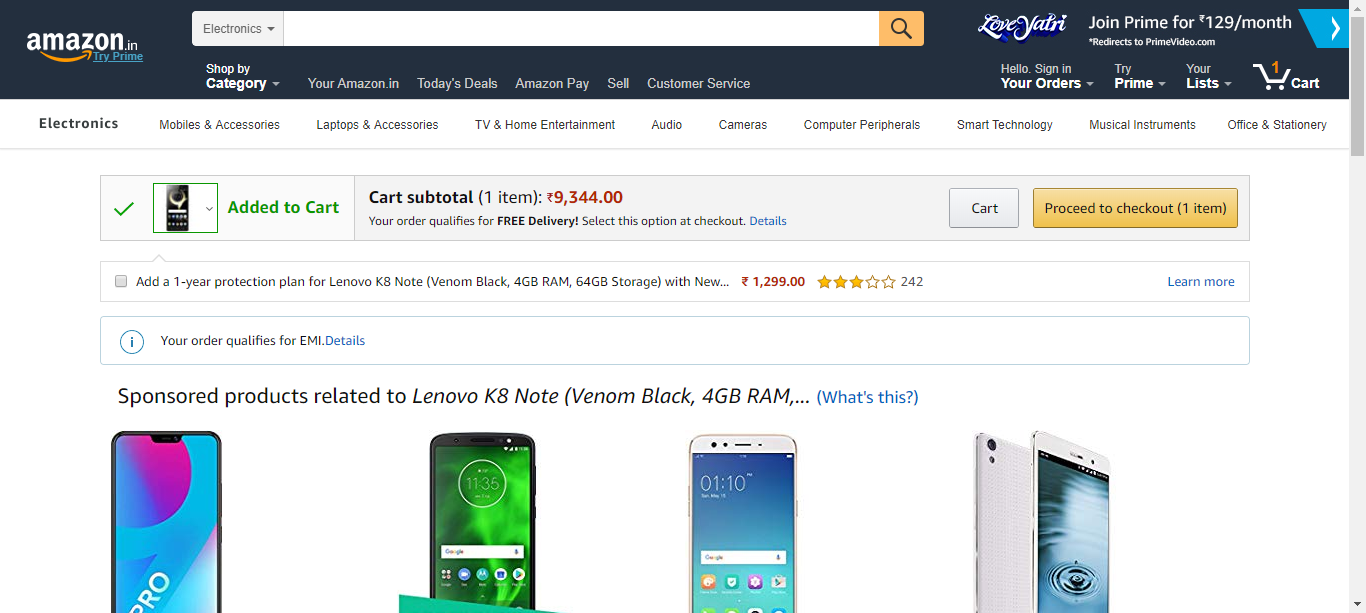 amazon.in
Try Prime
Electronics
LoveYatri
Join Prime for ₹129/month
*Redirects to PrimeVideo.com
Shop by
Category
Your Amazon.in
Today's Deals
Amazon Pay
Sell
Customer Service
Hello. Sign in
Your Orders
Try
Prime
Your
Lists
1
Cart
Electronics
Mobiles & Accessories
Laptops & Accessories
TV & Home Entertainment
Audio
Cameras
Computer Peripherals
Smart Technology
Musical Instruments
Office & Stationery
Added to Cart
Cart subtotal (1 item): ₹9,344.00
Your order qualifies for FREE Delivery! Select this option at checkout. Details
Cart
Proceed to checkout (1 item)
Add a 1-year protection plan for Lenovo K8 Note (Venom Black, 4GB RAM, 64GB Storage) with New... ₹ 1,299.00 242
Learn more
Your order qualifies for EMI.Details
Sponsored products related to Lenovo K8 Note (Venom Black, 4GB RAM,... (What's this?)
PRO
11:35
Google
01:10
Google